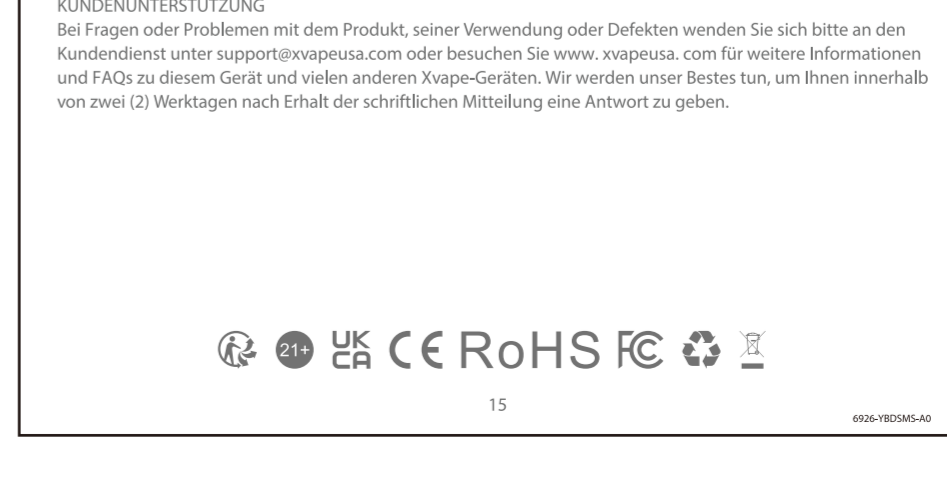 KUNDENUNTERSTÜTZUNG
Bei Fragen oder Problemen mit dem Produkt, seiner Verwendung oder Defekten wenden Sie sich bitte an den
Kundendienst unter support@xvapeusa.com oder besuchen Sie www. xvapeusa. com für weitere Informationen
und FAQs zu diesem Gerät und vielen anderen Xvape-Geräten. Wir werden unser Bestes tun, um Ihnen innerhalb
von zwei (2) Werktagen nach Erhalt der schriftlichen Mitteilung eine Antwort zu geben.
21+ UK CA CE RoHS FC
15
6926-YBDSMS-A0